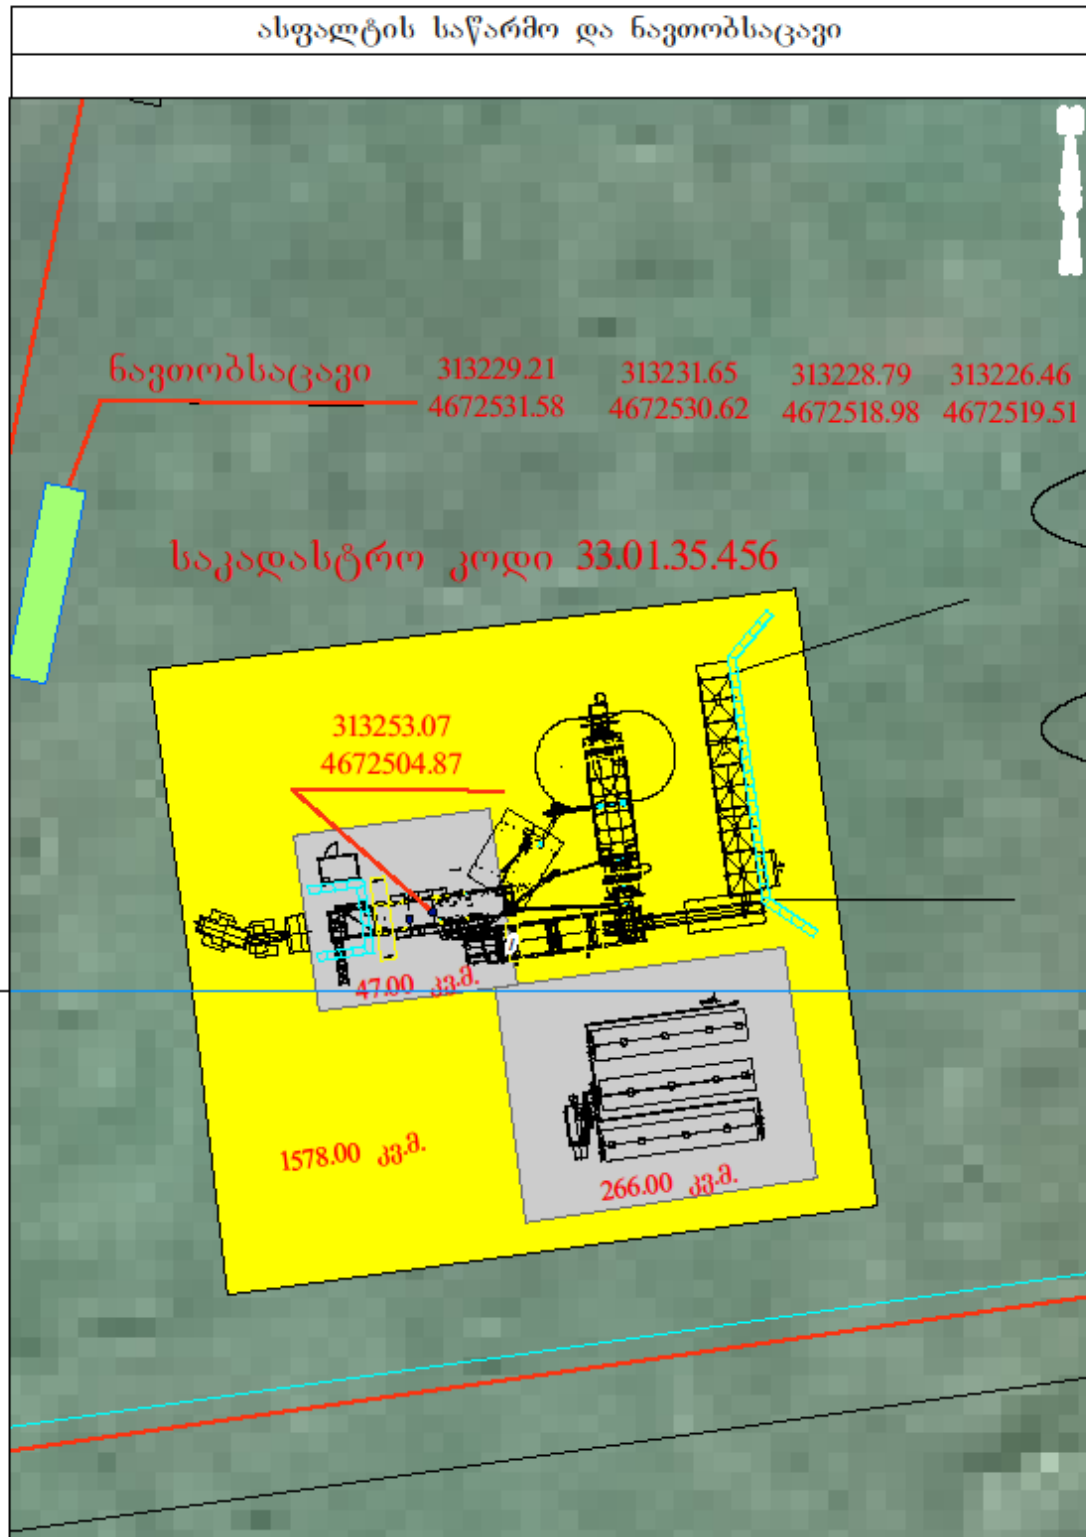 ასფალტის საწარმო და ნავთობსაცავი
ნავთობსაცავი
313229.21 313231.65 313228.79 313226.46
4672531.58 4672530.62 4672518.98 4672519.51
საკადასტრო კოდი 33.01.35.456
313253.07
4672504.87
47.00 კვ.მ.
1578.00 კვ.მ.
266.00 კვ.მ.